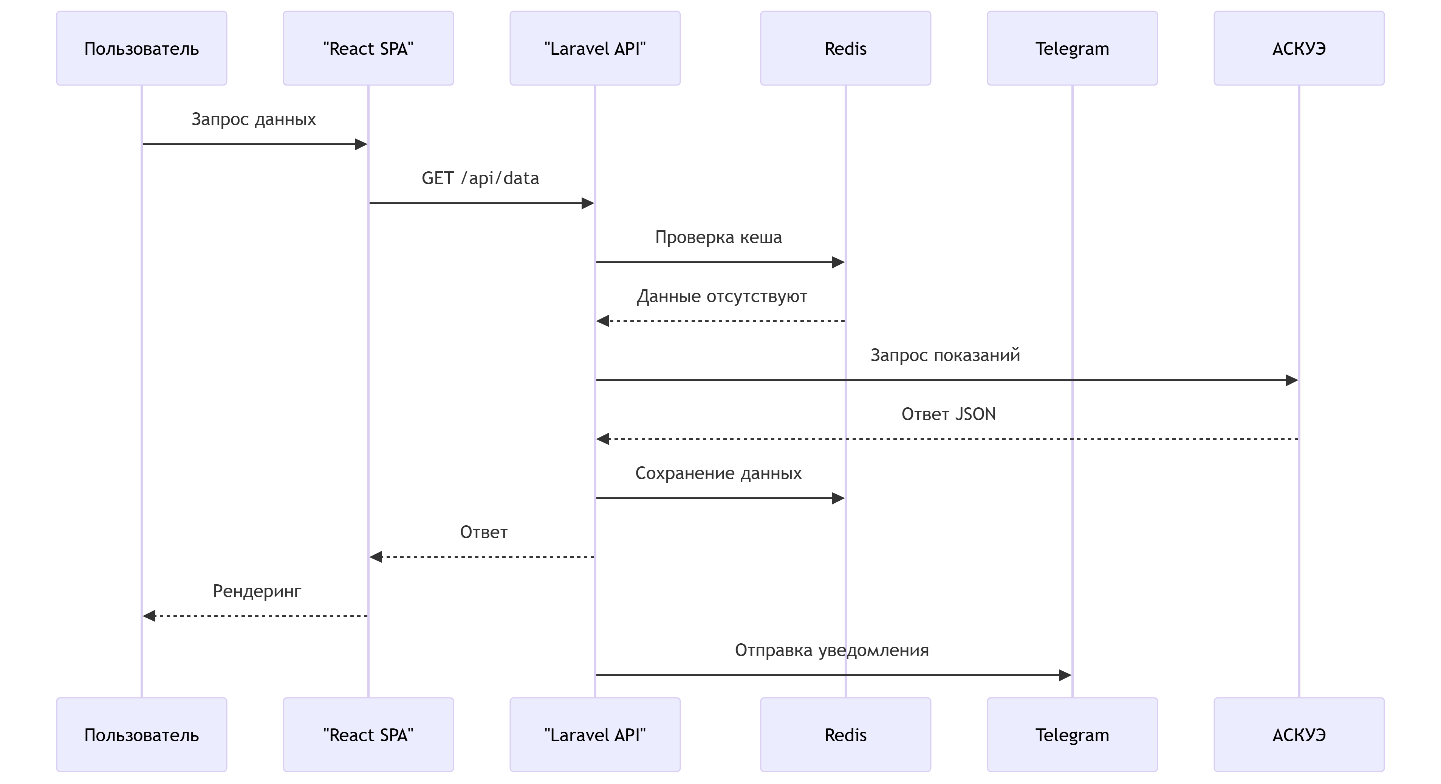 Пользователь
"React SPA"
"Laravel API"
Redis
Telegram
АСКУЭ
Запрос данных
GET /api/data
Проверка кеша
Данные отсутствуют
Запрос показаний
Ответ JSON
Сохранение данных
Ответ
Рендеринг
Отправка уведомления
Пользователь
"React SPA"
"Laravel API"
Redis
Telegram
АСКУЭ